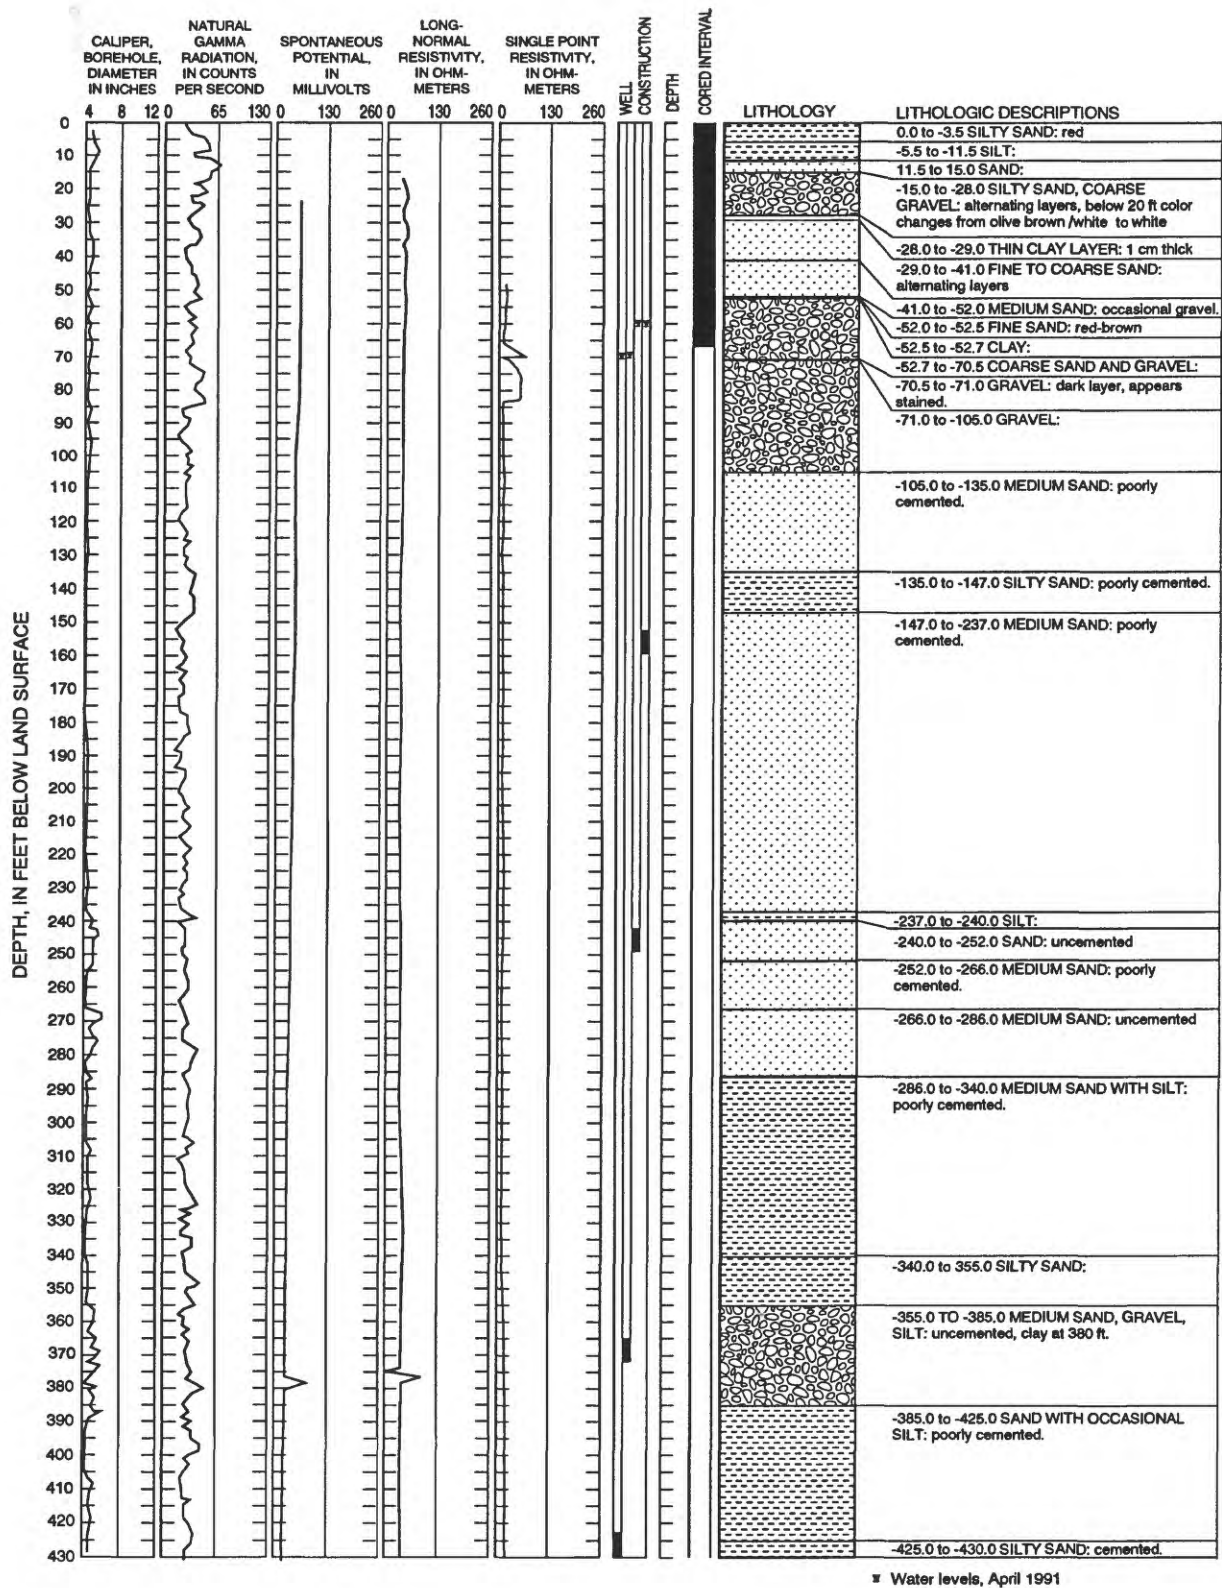 CALIPER,
BOREHOLE,
DIAMETER
IN INCHES
4 8 12
NATURAL
GAMMA
RADIATION,
IN COUNTS
PER SECOND
0 65 130
SPONTANEOUS
POTENTIAL,
IN
MILLIVOLTS
0 130 260
LONG-
NORMAL
RESISTIVITY,
IN OHM-
METERS
0 130 260
SINGLE POINT
RESISTIVITY,
IN OHM-
METERS
0 130 260
WELL
CONSTRUCTION
DEPTH
CORED INTERVAL
LITHOLOGY
LITHOLOGIC DESCRIPTIONS
DEPTH, IN FEET BELOW LAND SURFACE
0
10
20
30
40
50
60
70
80
90
100
110
120
130
140
150
160
170
180
190
200
210
220
230
240
250
260
270
280
290
300
310
320
330
340
350
360
370
380
390
400
410
420
430
0.0 to -3.5 SILTY SAND: red
-5.5 to -11.5 SILT:
11.5 to 15.0 SAND:
-15.0 to -28.0 SILTY SAND, COARSE
GRAVEL: alternating layers, below 20 ft color
changes from olive brown /white to white
-28.0 to -29.0 THIN CLAY LAYER: 1 cm thick
-29.0 to -41.0 FINE TO COARSE SAND:
alternating layers
-41.0 to -52.0 MEDIUM SAND: occasional gravel.
-52.0 to -52.5 FINE SAND: red-brown
-52.5 to -52.7 CLAY:
-52.7 to -70.5 COARSE SAND AND GRAVEL:
-70.5 to -71.0 GRAVEL: dark layer, appears
stained.
-71.0 to -105.0 GRAVEL:
-105.0 to -135.0 MEDIUM SAND: poorly
cemented.
-135.0 to -147.0 SILTY SAND: poorly cemented.
-147.0 to -237.0 MEDIUM SAND: poorly
cemented.
-237.0 to -240.0 SILT:
-240.0 to -252.0 SAND: uncemented
-252.0 to -266.0 MEDIUM SAND: poorly
cemented.
-266.0 to -286.0 MEDIUM SAND: uncemented
-286.0 to -340.0 MEDIUM SAND WITH SILT:
poorly cemented.
-340.0 to 355.0 SILTY SAND:
-355.0 TO -385.0 MEDIUM SAND, GRAVEL,
SILT: uncemented, clay at 380 ft.
-385.0 to -425.0 SAND WITH OCCASIONAL
SILT: poorly cemented.
-425.0 to -430.0 SILTY SAND: cemented.
Water levels, April 1991